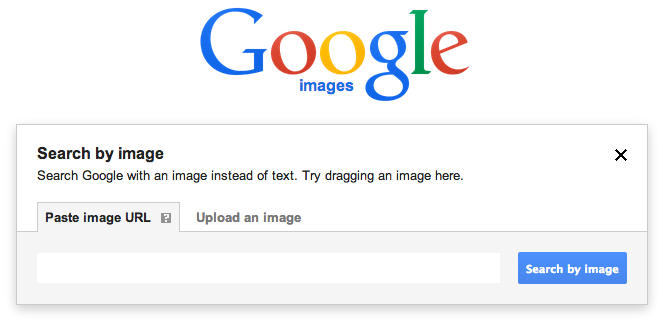 Google
images
Search by image
Search Google with an image instead of text. Try dragging an image here.
Paste image URL ? Upload an image
Search by image